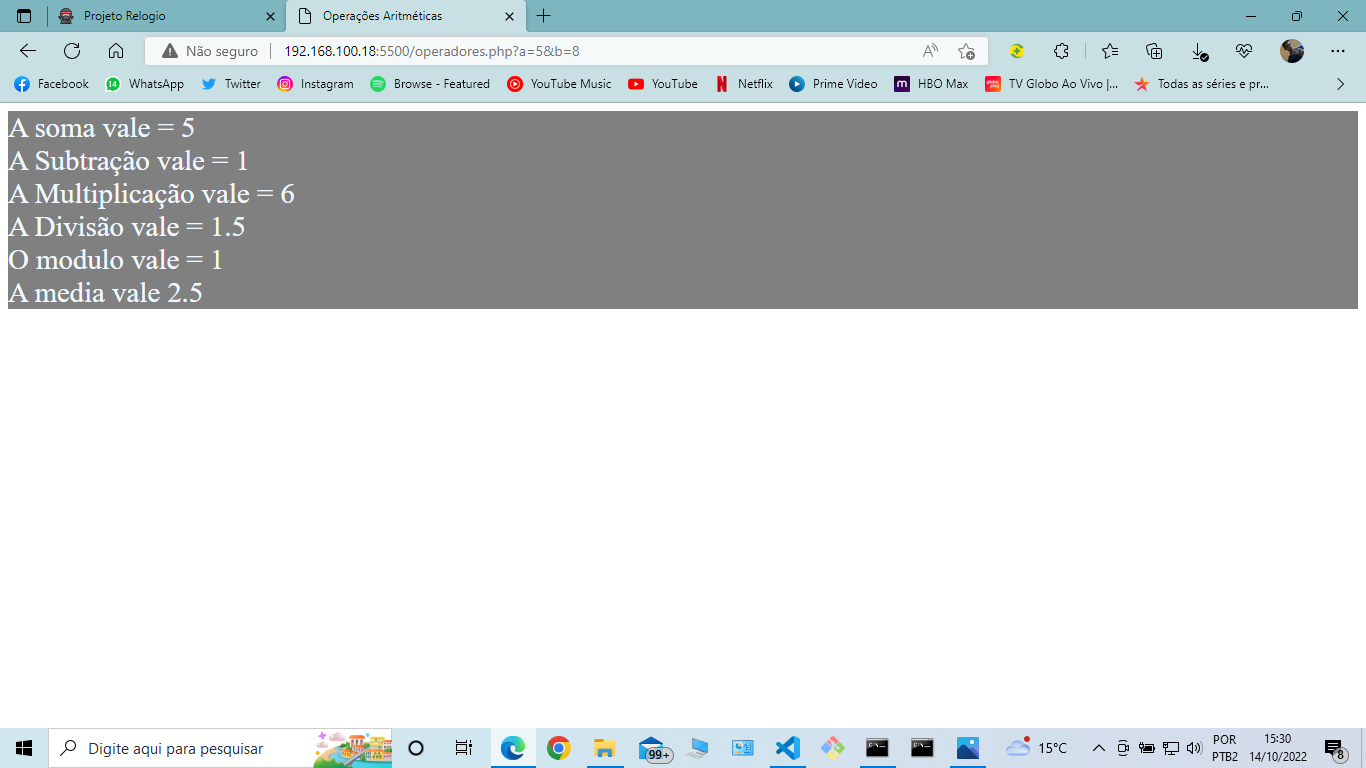 Projeto Relogio
Operações Aritméticas
Não seguro
192.168.100.18:5500/operadores.php?a=5&b=8
Facebook
14
WhatsApp
Twitter
Instagram
Browse - Featured
YouTube Music
YouTube
Netflix
Prime Video
m
HBO Max
TV Globo Ao Vivo |...
Todas as séries e pr...
A soma vale = 5
A Subtração vale = 1
A Multiplicação vale = 6
A Divisão vale = 1.5
O modulo vale = 1
A media vale 2.5
Digite aqui para pesquisar
99+
15°C
POR
PTB2
15:30
14/10/2022
8